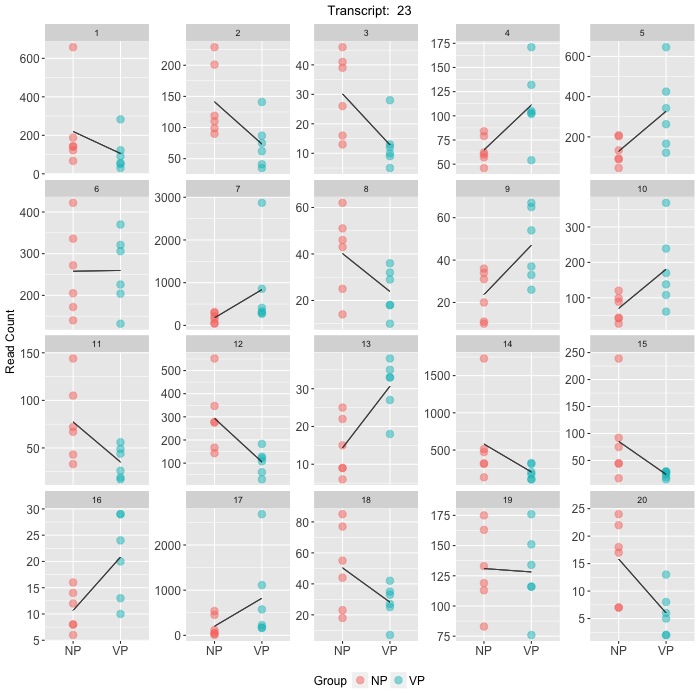 Transcript: 23
1 2 3 4 5
600 400 200 0
200 150 100 50
40 30 20 10
175 150 125 100 75 50
600 400 200
6 7 8 9 10
400 300 200
3000 2000 1000 0
60 40 20
60 40 20
300 200 100
Read Count
11 12 13 14 15
150 100 50
500 400 300 200 100
30 20 10
1500 1000 500
250 200 150 100 50
16 17 18 19 20
30 25 20 15 10 5
2000 1000 0
80 60 40 20
175 150 125 100 75
25 20 15 10 5
NP VP NP VP NP VP NP VP NP VP
Group NP VP